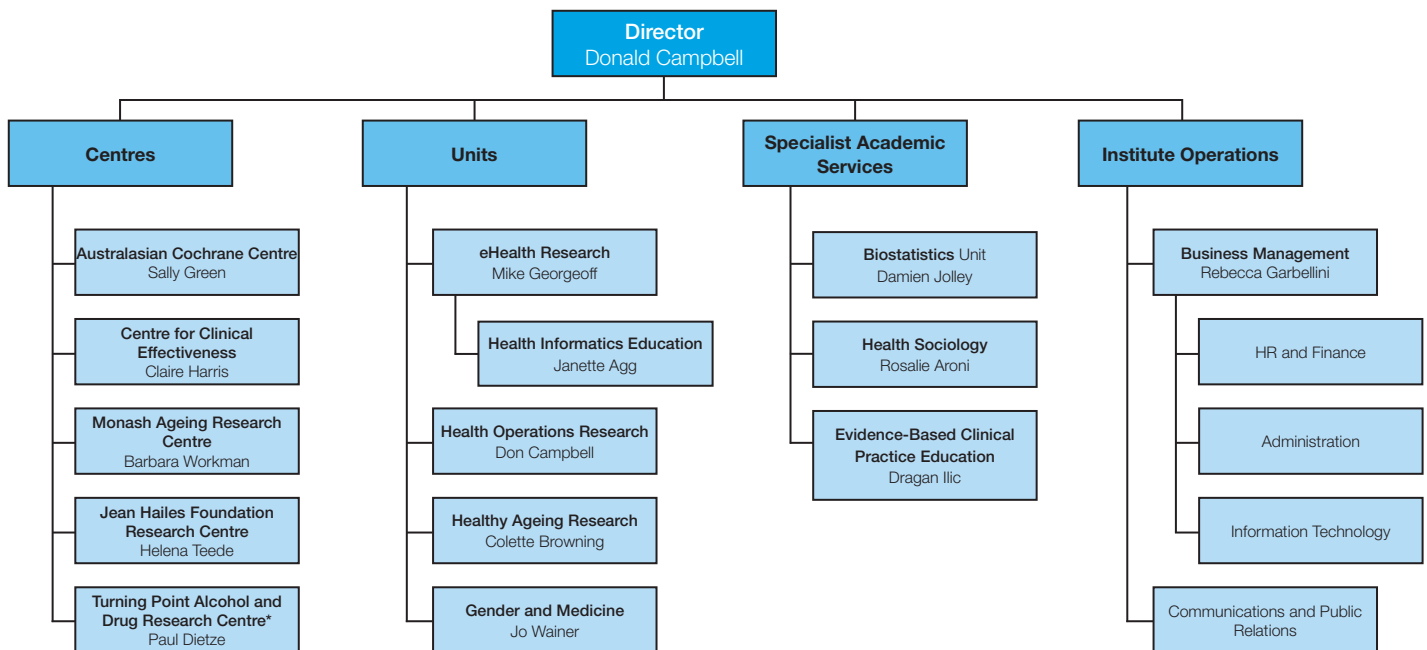 Director
Donald Campbell
Centres
Units
Specialist Academic
Services
Institute Operations
Australasian Cochrane Centre
Sally Green
Centre for Clinical
Effectiveness
Claire Harris
Monash Ageing Research
Centre
Barbara Workman
Jean Hailes Foundation
Research Centre
Helena Teede
Turning Point Alcohol and
Drug Research Centre*
Paul Dietze
eHealth Research
Mike Georgeoff
Health Informatics Education
Janette Agg
Health Operations Research
Don Campbell
Healthy Ageing Research
Colette Browning
Gender and Medicine
Jo Wainer
Biostatistics Unit
Damien Jolley
Health Sociology
Rosalie Aroni
Evidence-Based Clinical
Practice Education
Dragan Ilic
Business Management
Rebecca Garbellini
HR and Finance
Administration
Information Technology
Communications and Public
Relations